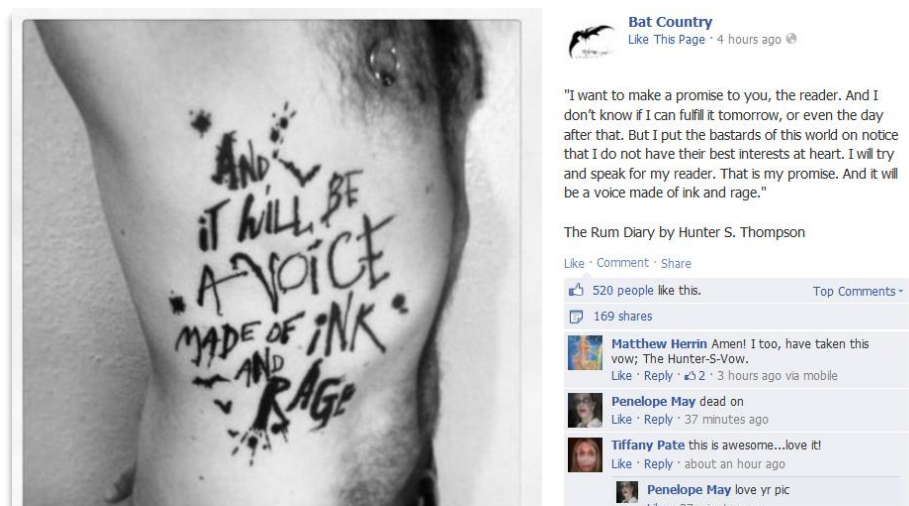 AND
iT WiLL BE
A VOiCE
MADE OF iNK
AND
RAGE
Bat Country
Like This Page · 4 hours ago
"I want to make a promise to you, the reader. And I
don't know if I can fulfill it tomorrow, or even the day
after that. But I put the bastards of this world on notice
that I do not have their best interests at heart. I will try
and speak for my reader. That is my promise. And it will
be a voice made of ink and rage."
The Rum Diary by Hunter S. Thompson
Like · Comment · Share
520 people like this. Top Comments
169 shares
Matthew Herrin Amen! I too, have taken this
vow; The Hunter-S-Vow.
Like · Reply · 2 · 3 hours ago via mobile
Penelope May dead on
Like · Reply · 37 minutes ago
Tiffany Pate this is awesome...love it!
Like · Reply · about an hour ago
Penelope May love yr pic